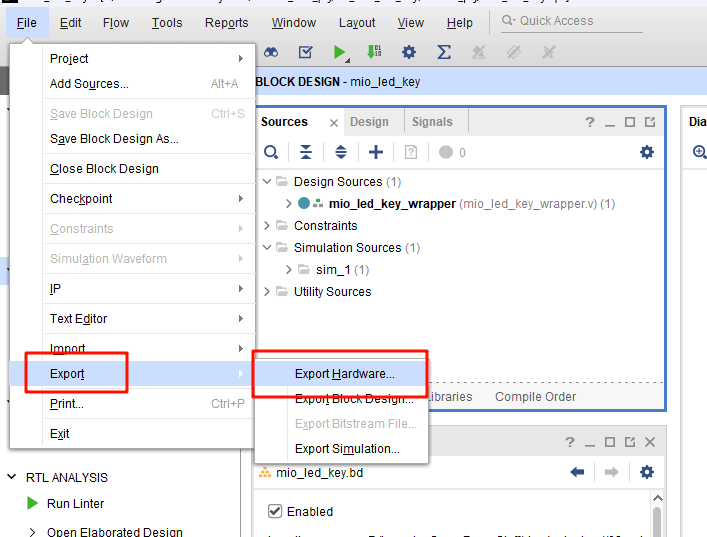 File Edit Flow Tools Reports Window Layout View Help Quick Access
Project
Add Sources... Alt+A
Save Block Design Ctrl+S
Save Block Design As...
Close Block Design
Checkpoint
Constraints
Simulation Waveform
IP
Text Editor
Import
Export
Print... Ctrl+P
Exit
Export Hardware...
Export Block Design...
Export Bitstream File...
Export Simulation...
RTL ANALYSIS
Run Linter
Open Elaborated Design
BLOCK DESIGN - mio_led_key
Sources Design Signals
0
Design Sources (1)
mio_led_key_wrapper (mio_led_key_wrapper.v) (1)
Constraints
Simulation Sources (1)
sim_1 (1)
Utility Sources
Compile Order
mio_led_key.bd
Enabled